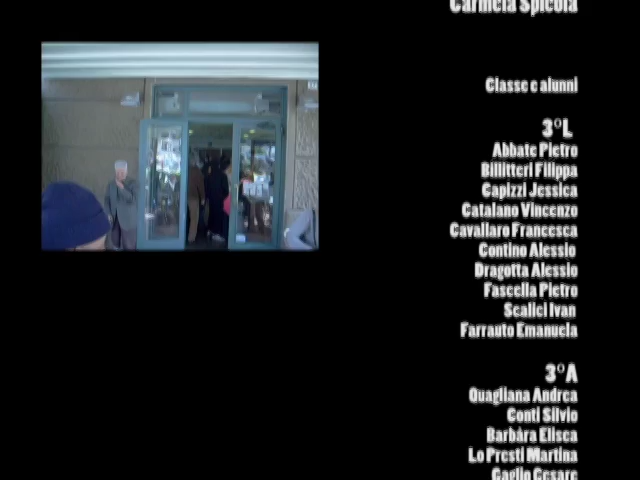 Carmela Spicola
Classe e alunni
3°L
Abbate Pietro
Billitteri Filippa
Capizzi Jessica
Catalano Vincenzo
Cavallaro Francesca
Contino Alessio
Dragotta Alessio
Fascella Pietro
Scalici Ivan
Farrauto Emanuela
3°A
Quagliana Andrea
Conti Silvio
Barbàra Elisea
Lo Presti Martina
Gaglio Cesare